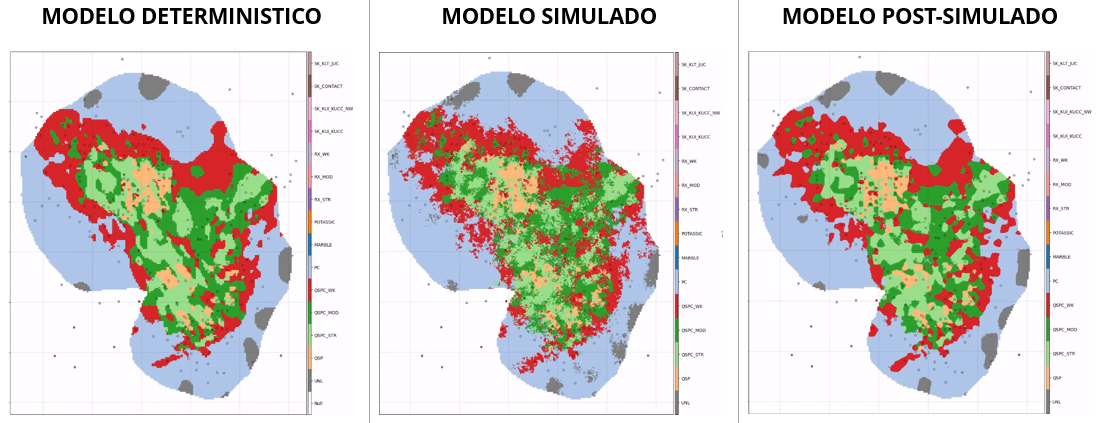 MODELO DETERMINISTICO
SK_KLT_JUC
SK_CONTACT
SK_KUI_KUCC_NW
SK_KUI_KUCC
RX_WK
RX_MOD
RX_STR
POTASSIC
MARBLE
PC
QSPC_WK
QSPC_MOD
QSPC_STR
QSP
UNL
Null
MODELO SIMULADO
SK_KLT_JUC
SK_CONTACT
SK_KUI_KUCC_NW
SK_KUI_KUCC
RX_WK
RX_MOD
RX_STR
POTASSIC
MARBLE
PC
QSPC_WK
QSPC_MOD
QSPC_STR
QSP
UNL
MODELO POST-SIMULADO
SK_KLT_JUC
SK_CONTACT
SK_KUI_KUCC_NW
SK_KUI_KUCC
RX_WK
RX_MOD
RX_STR
POTASSIC
MARBLE
PC
QSPC_WK
QSPC_MOD
QSPC_STR
QSP
UNL